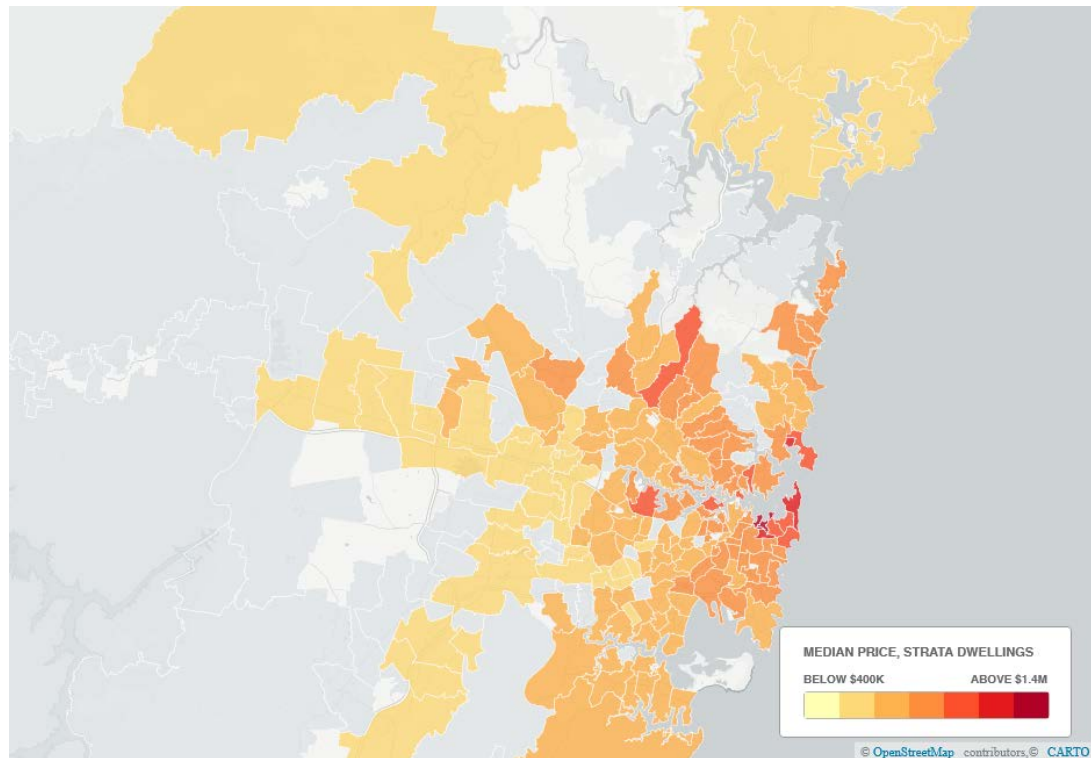 MEDIAN PRICE, STRATA DWELLINGS
BELOW $400K ABOVE $1.4M
© OpenStreetMap contributors,© CARTO